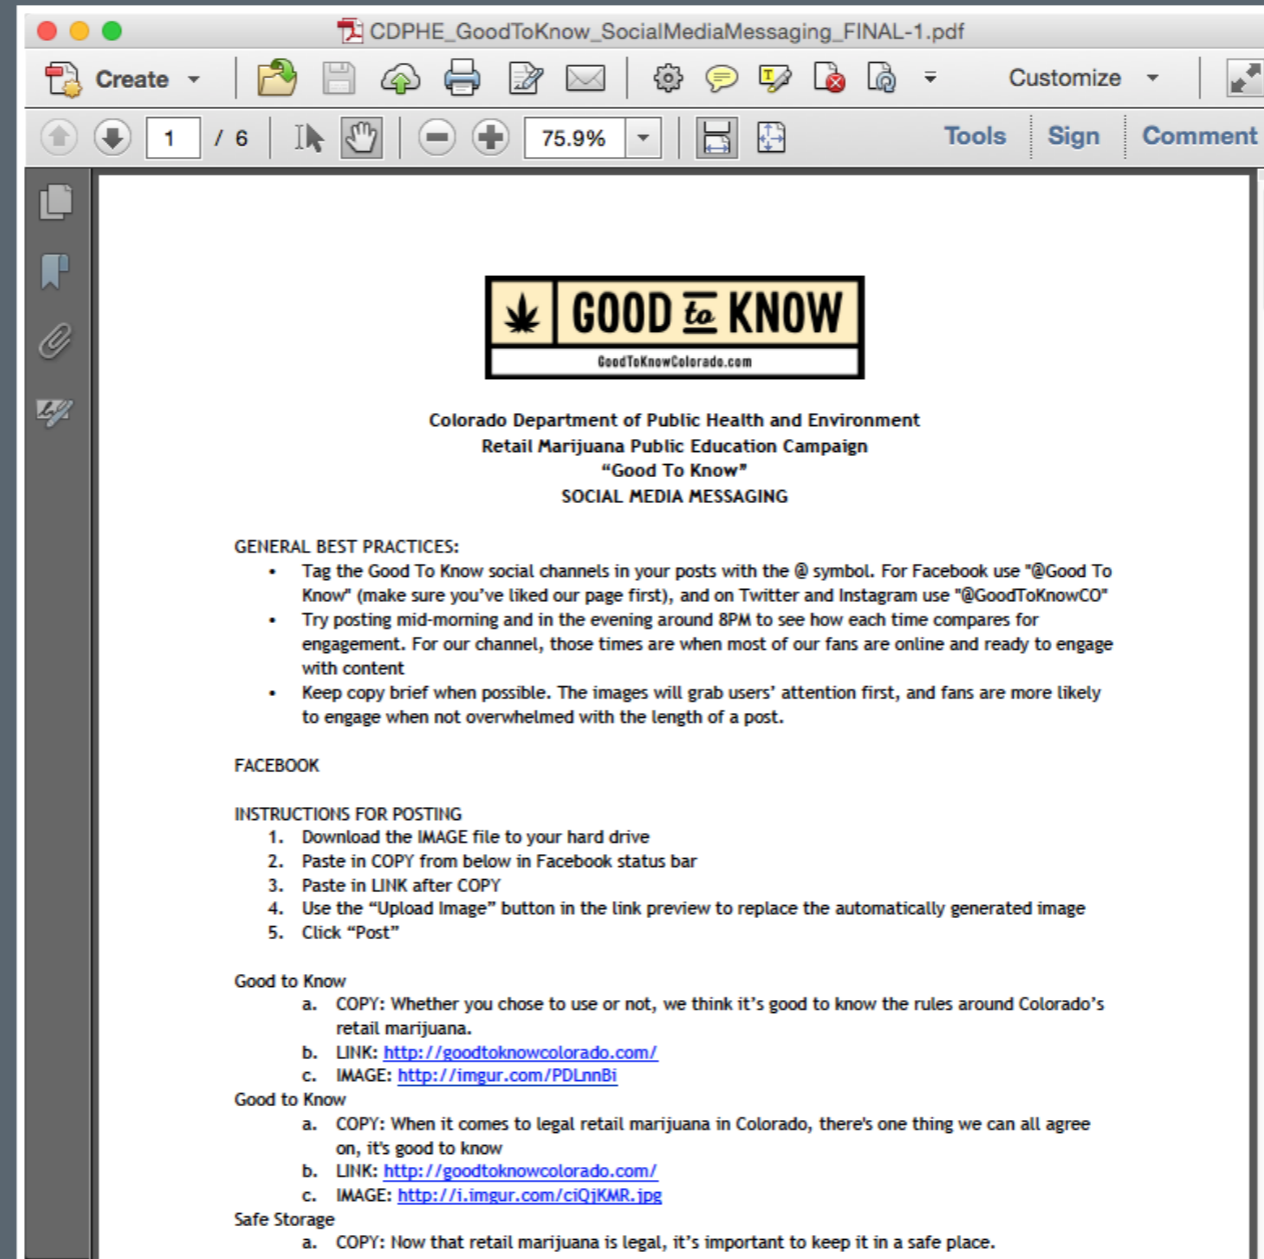 CDPHE_GoodToKnow_SocialMediaMessaging_FINAL-1.pdf
Create
Customize
1 / 6
75.9%
Tools
Sign
Comment
GOOD to KNOW
GoodToKnowColorado.com
Colorado Department of Public Health and Environment
Retail Marijuana Public Education Campaign
“Good To Know”
SOCIAL MEDIA MESSAGING
GENERAL BEST PRACTICES:
• Tag the Good To Know social channels in your posts with the @ symbol. For Facebook use "@Good To
Know" (make sure you’ve liked our page first), and on Twitter and Instagram use "@GoodToKnowCO"
• Try posting mid-morning and in the evening around 8PM to see how each time compares for
engagement. For our channel, those times are when most of our fans are online and ready to engage
with content
• Keep copy brief when possible. The images will grab users’ attention first, and fans are more likely
to engage when not overwhelmed with the length of a post.
FACEBOOK
INSTRUCTIONS FOR POSTING
1. Download the IMAGE file to your hard drive
2. Paste in COPY from below in Facebook status bar
3. Paste in LINK after COPY
4. Use the “Upload Image” button in the link preview to replace the automatically generated image
5. Click “Post”
Good to Know
a. COPY: Whether you chose to use or not, we think it’s good to know the rules around Colorado’s
retail marijuana.
b. LINK: http://goodtoknowcolorado.com/
c. IMAGE: http://imgur.com/PDLnnBi
Good to Know
a. COPY: When it comes to legal retail marijuana in Colorado, there's one thing we can all agree
on, it's good to know
b. LINK: http://goodtoknowcolorado.com/
c. IMAGE: http://i.imgur.com/ciQjKMR.jpg
Safe Storage
a. COPY: Now that retail marijuana is legal, it’s important to keep it in a safe place.